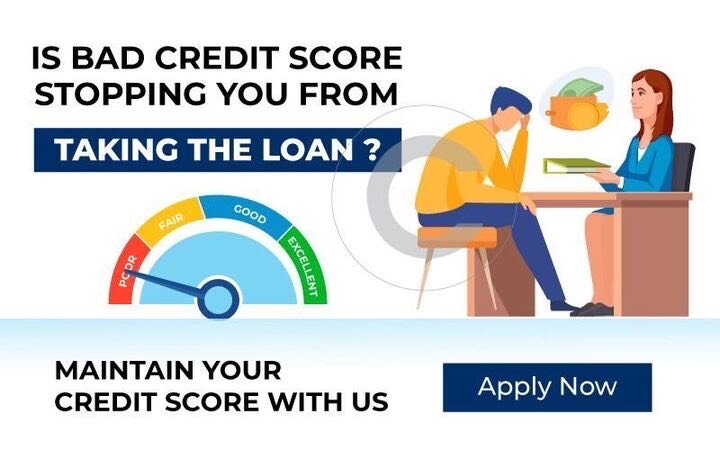 IS BAD CREDIT SCORE
STOPPING YOU FROM
TAKING THE LOAN ?
POOR
FAIR
GOOD
EXCELLENT
MAINTAIN YOUR
CREDIT SCORE WITH US
Apply Now